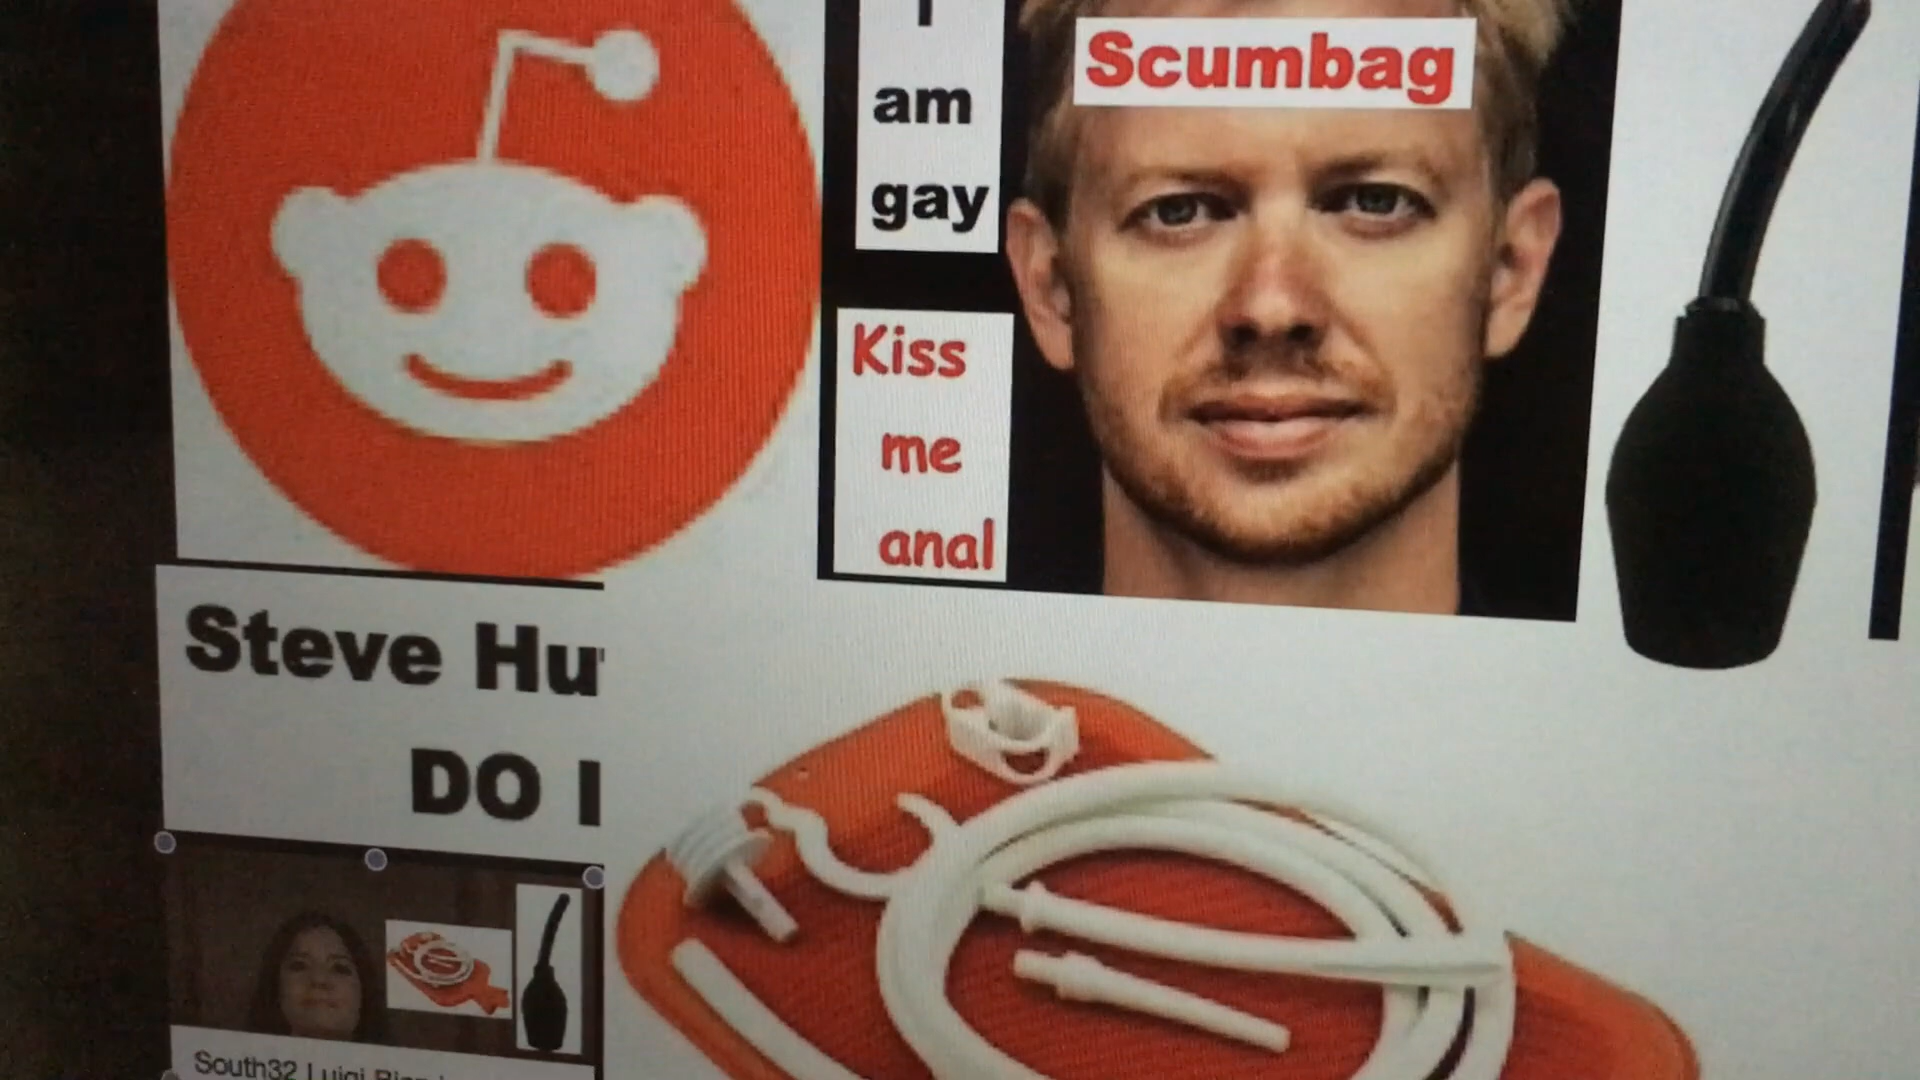 I
am
gay
Scumbag
Kiss
me
anal
Steve Hu
DO I
South32 Luigi